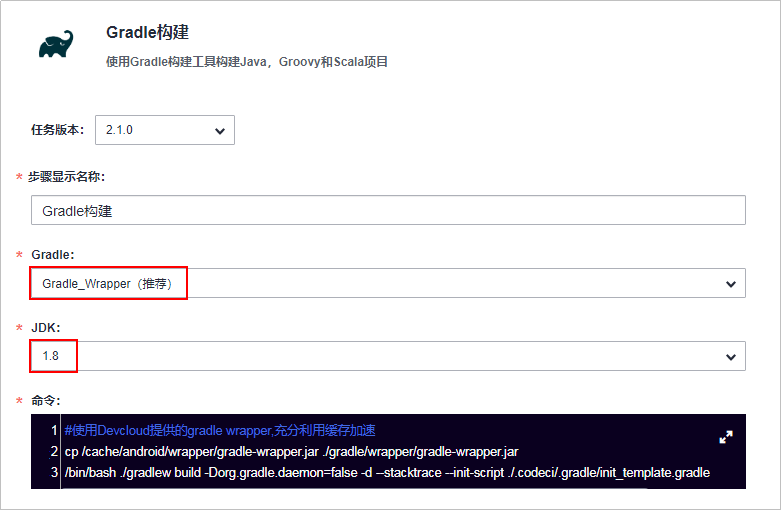 Gradle构建
使用Gradle构建工具构建Java，Groovy和Scala项目
任务版本： 2.1.0
* 步骤显示名称：
Gradle构建
* Gradle：
Gradle_Wrapper（推荐）
* JDK：
1.8
* 命令：
1 #使用Devcloud提供的gradle wrapper,充分利用缓存加速
2 cp /cache/android/wrapper/gradle-wrapper.jar ./gradle/wrapper/gradle-wrapper.jar
3 /bin/bash ./gradlew build -Dorg.gradle.daemon=false -d --stacktrace --init-script ./.codeci/.gradle/init_template.gradle